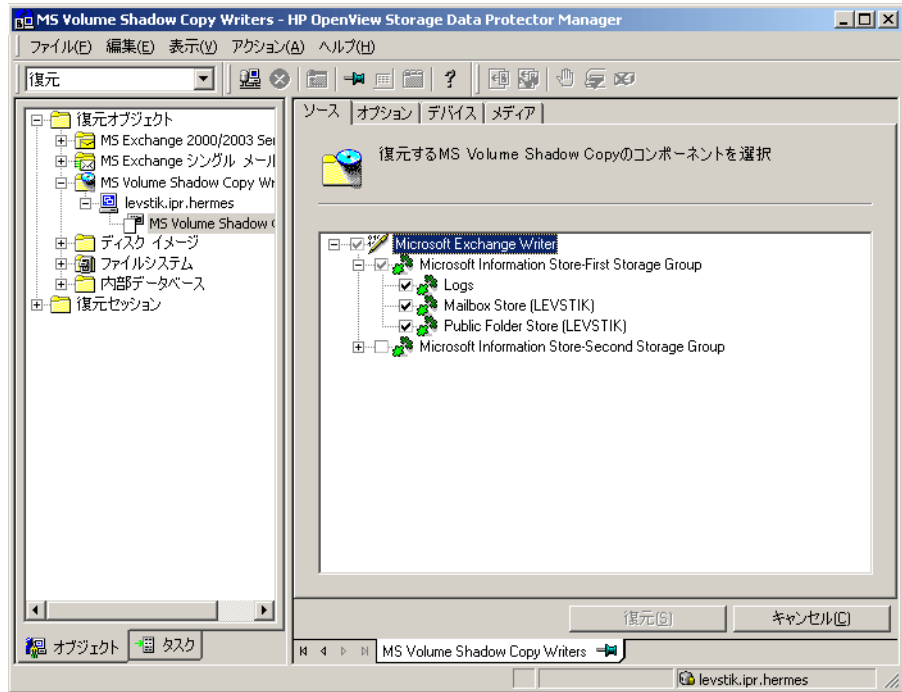 MS Volume Shadow Copy Writers - HP OpenView Storage Data Protector Manager
ファイル(F) 編集(E) 表示(V) アクション(A) ヘルプ(H)
復元
ソース オプション デバイス メディア
復元するMS Volume Shadow Copyのコンポーネントを選択
復元オブジェクト
MS Exchange 2000/2003 Ser
MS Exchange シングル メール
MS Volume Shadow Copy Wr
levstik.ipr.hermes
MS Volume Shadow
ディスク イメージ
ファイルシステム
内部データベース
復元セッション
Microsoft Exchange Writer
Microsoft Information Store-First Storage Group
Logs
Mailbox Store (LEVSTIK)
Public Folder Store (LEVSTIK)
Microsoft Information Store-Second Storage Group
復元(S) キャンセル(C)
オブジェクト タスク
MS Volume Shadow Copy Writers
levstik.ipr.hermes